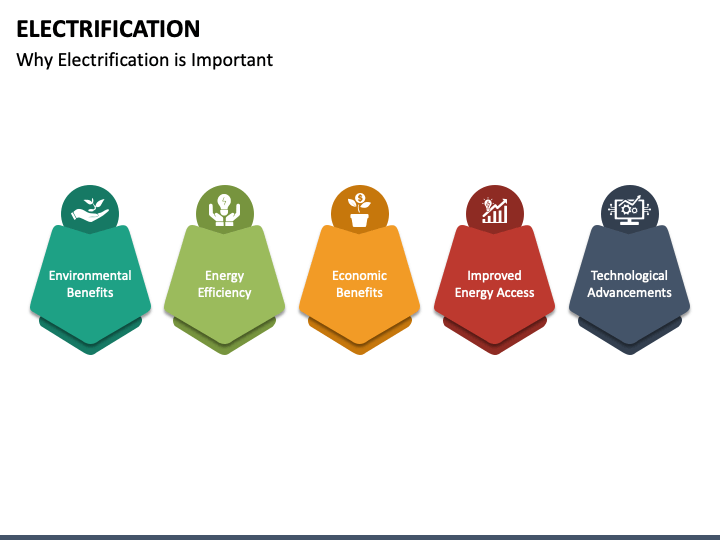 ELECTRIFICATION
Why Electrification is Important
$
Environmental
Benefits
Energy
Efficiency
Economic
Benefits
Improved
Energy Access
Technological
Advancements